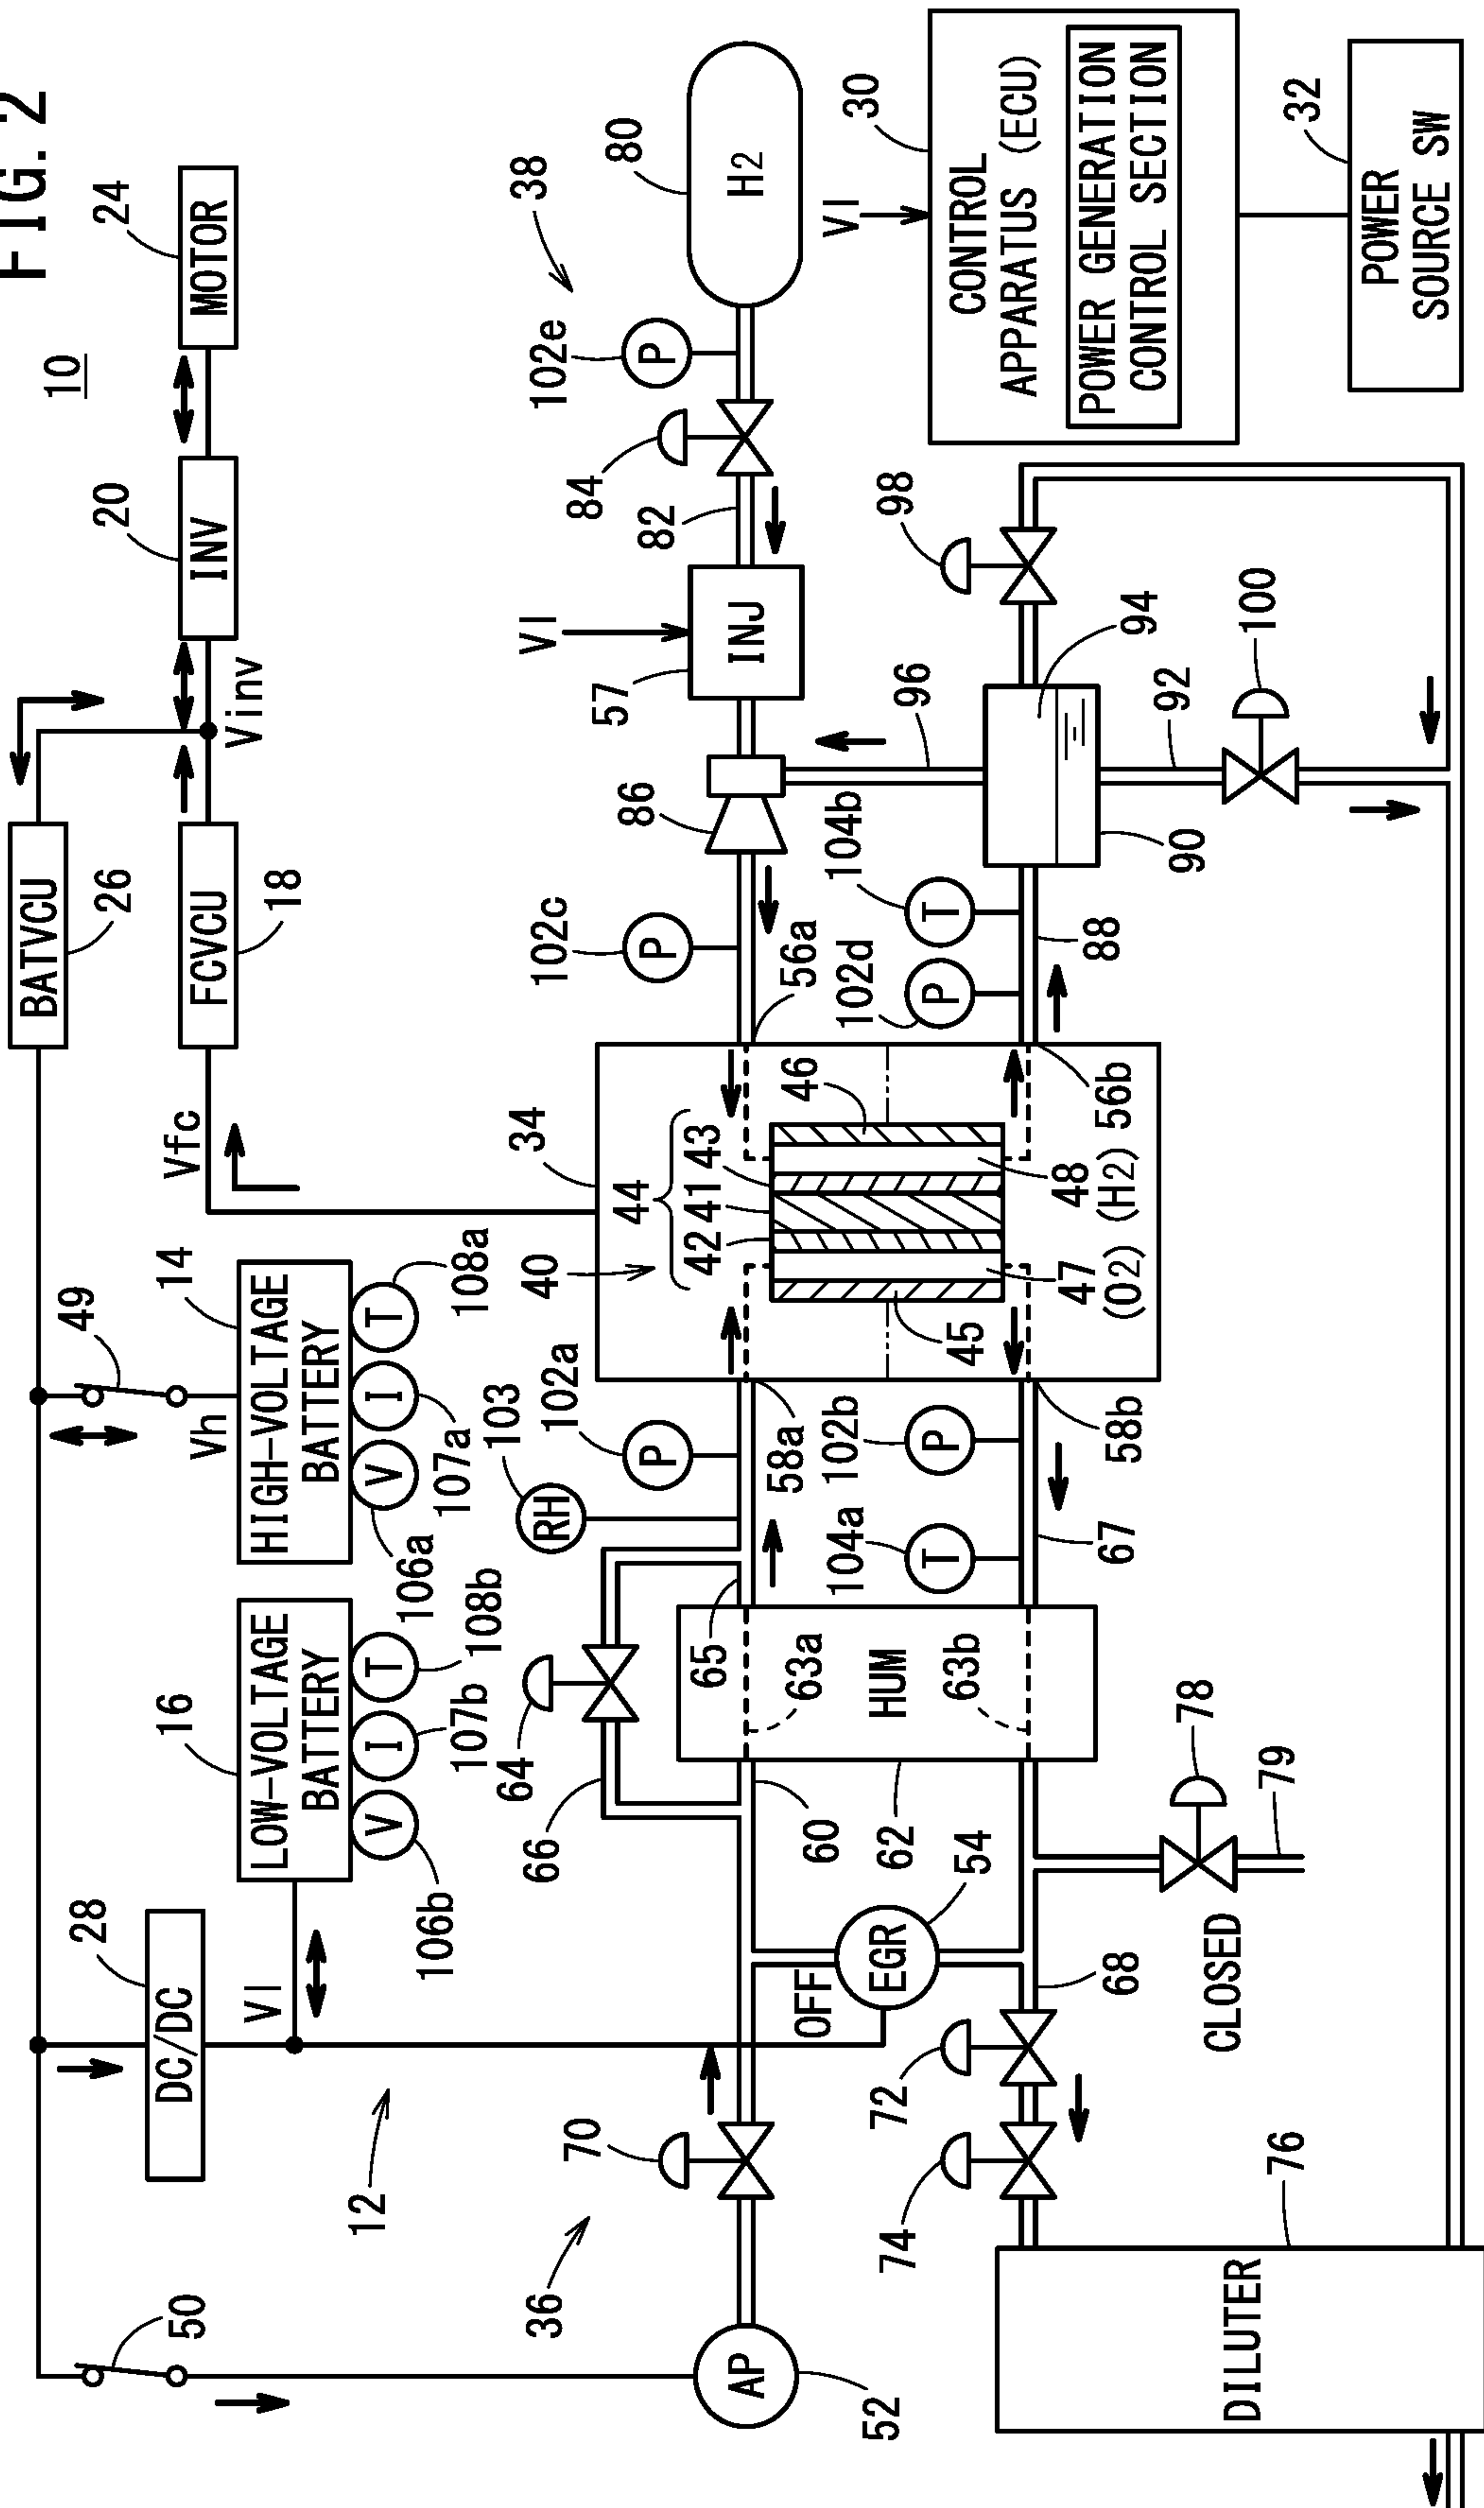 FIG. 2
10
50
28
DC/DC
12
Vl
16
LOW-VOLTAGE
BATTERY
V
I
T
106b
107b
108b
49
Vh
14
HIGH-VOLTAGE
BATTERY
V
I
T
106a
107a
108a
BATVCU
26
FCVCU
18
Vfc
Vinv
20
INV
24
MOTOR
36
AP
52
70
66
64
RH
103
P
102a
65
58a
60
63a
HUM
63b
62
OFF
EGR
54
34
40
44
42
41
43
46
45
47
(O2)
48
(H2)
56a
56b
58b
102c
P
86
57
INJ
Vl
82
84
102e
P
38
80
H2
104a
T
102b
P
67
102d
P
104b
T
88
90
96
94
92
98
100
74
72
68
78
79
CLOSED
76
DILUTER
Vl
30
CONTROL
APPARATUS (ECU)
POWER GENERATION
CONTROL SECTION
32
POWER
SOURCE SW